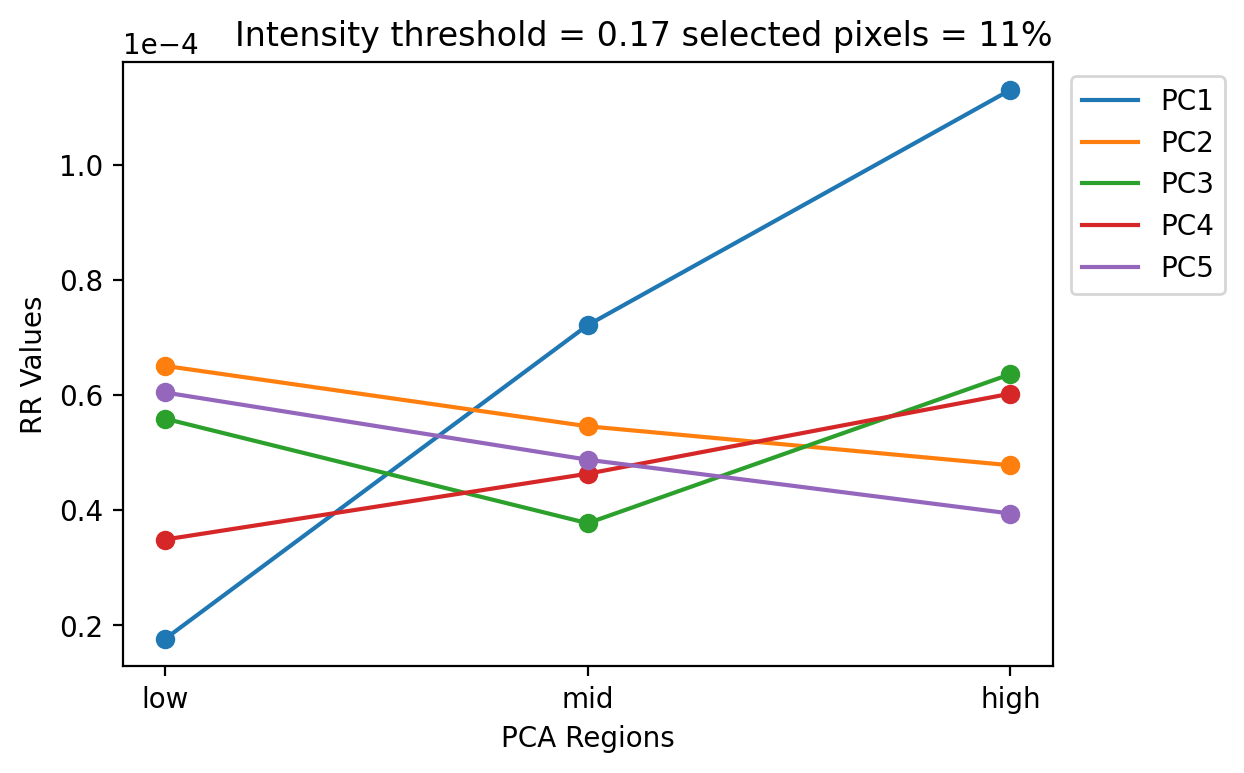 1e−4
Intensity threshold = 0.17 selected pixels = 11%
PC1
PC2
PC3
PC4
PC5
1.0
0.8
0.6
0.4
0.2
RR Values
low
mid
high
PCA Regions